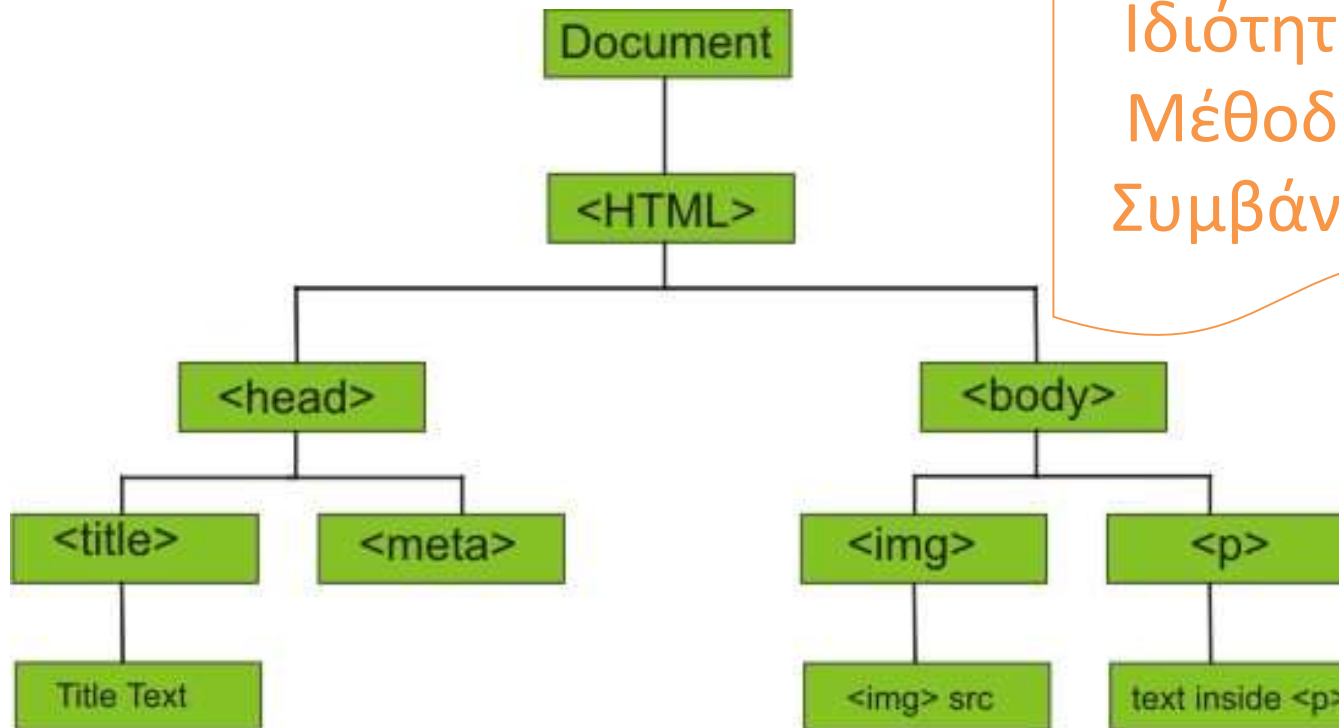 Document
Ιδιότητ
Μέθοδ
Συμβάν
<HTML>
<head>
<body>
<title>
<meta>
<img>
<p>
Title Text
<img> src
text inside <p>